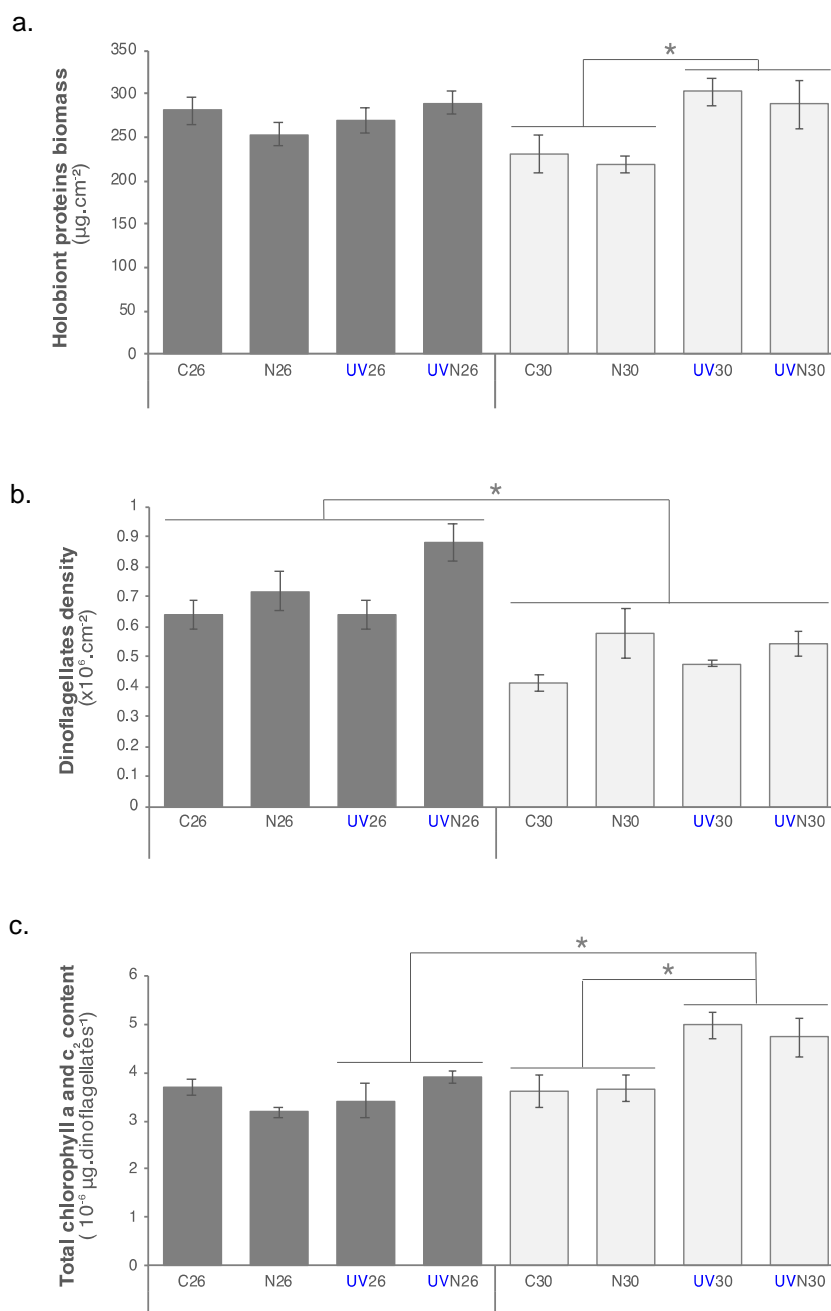 a.
Holobiont proteins biomass
(µg.cm⁻²)
350
300
250
200
150
100
50
0
*
C26 N26 UV26 UVN26 C30 N30 UV30 UVN30
b.
Dinoflagellates density
(x10⁶.cm⁻²)
1
0.9
0.8
0.7
0.6
0.5
0.4
0.3
0.2
0.1
0
*
C26 N26 UV26 UVN26 C30 N30 UV30 UVN30
c.
Total chlorophyll a and c₂ content
( 10⁻⁶ µg.dinoflagellates⁻¹)
6
5
4
3
2
1
0
*
*
C26 N26 UV26 UVN26 C30 N30 UV30 UVN30